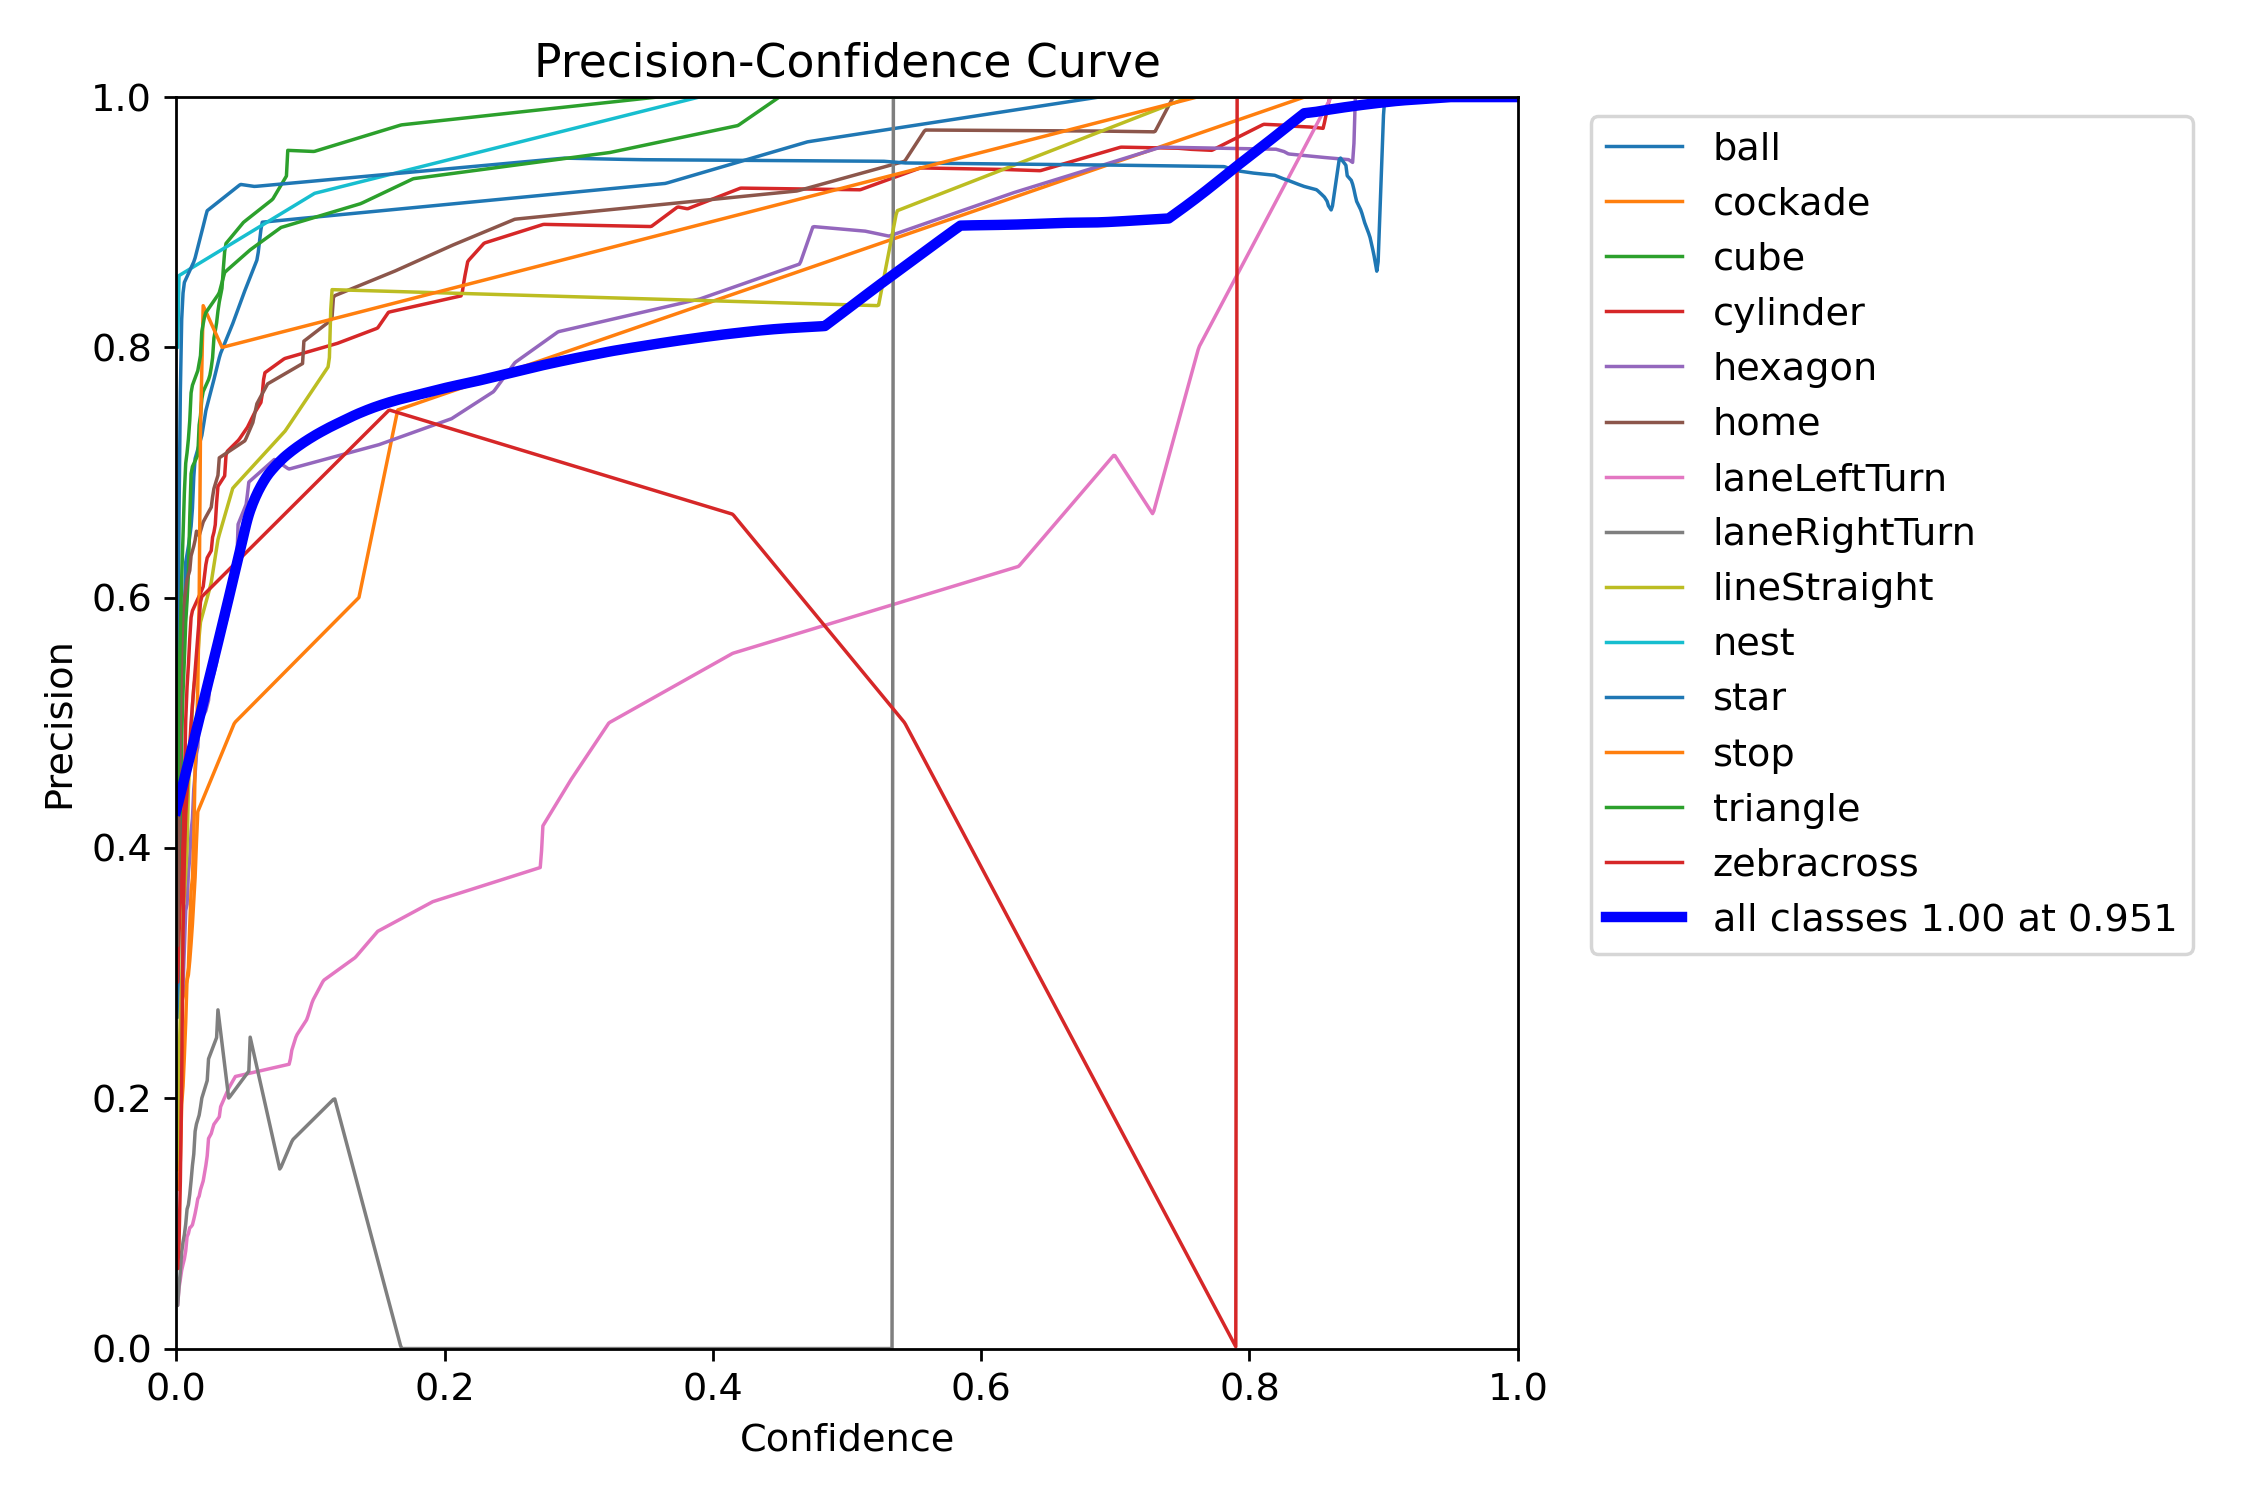 Precision-Confidence Curve
1.0
0.8
0.6
0.4
0.2
0.0
Precision
0.0 0.2 0.4 0.6 0.8 1.0
Confidence
ball
cockade
cube
cylinder
hexagon
home
laneLeftTurn
laneRightTurn
lineStraight
nest
star
stop
triangle
zebracross
all classes 1.00 at 0.951